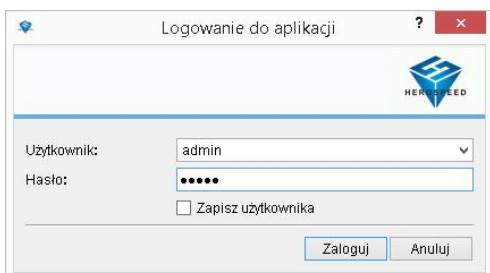 Logowanie do aplikacji ?
HEROSPEED
Użytkownik: admin
Hasło: •••••
Zapisz użytkownika
Zaloguj Anuluj